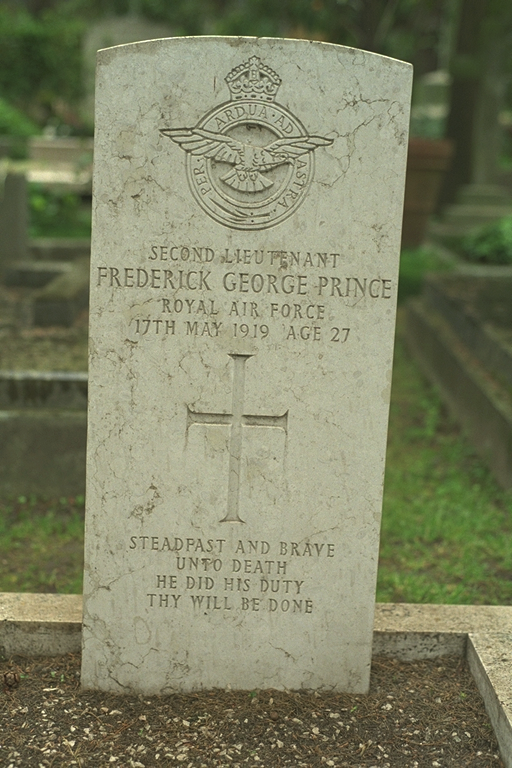 PER · ARDUA · AD · ASTRA
SECOND LIEUTENANT
FREDERICK GEORGE PRINCE
ROYAL AIR FORCE
17TH MAY 1919 AGE 27
STEADFAST AND BRAVE
UNTO DEATH
HE DID HIS DUTY
THY WILL BE DONE